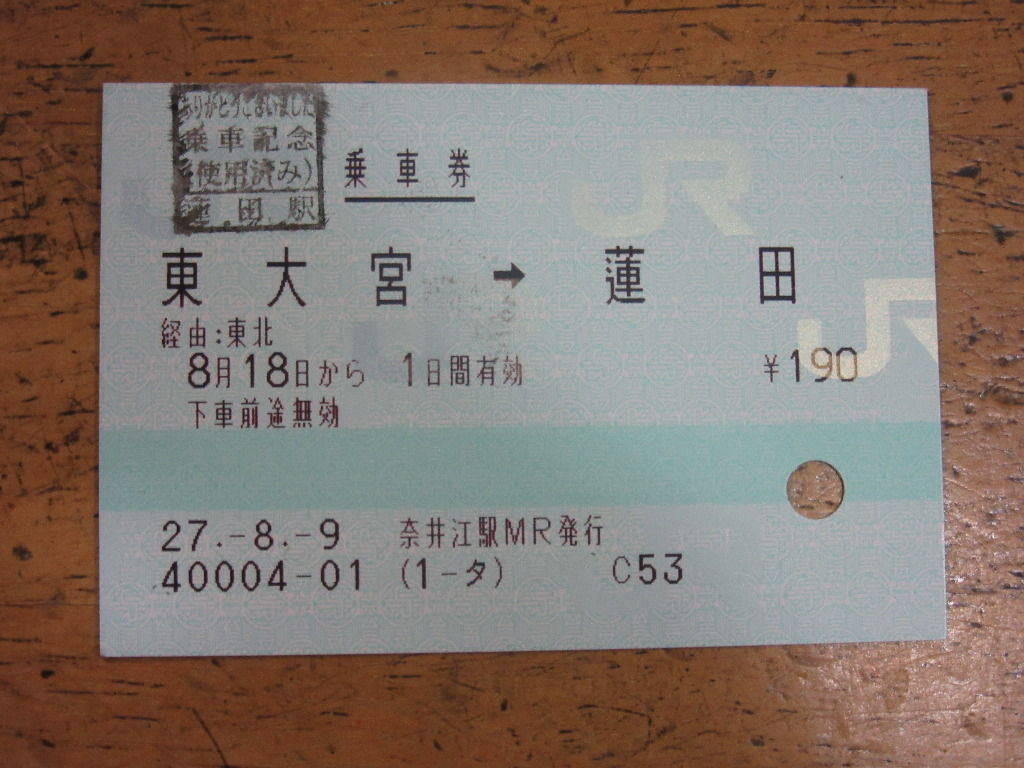 ありがとうございました
乗車記念
(使用済み)
蓮田駅
乗車券
JR
東大宮 → 蓮田
JR
経由:東北
8月18日から 1日間有効 ¥190
下車前途無効
27.-8.-9 奈井江駅MR発行
40004-01 (1-タ) C53